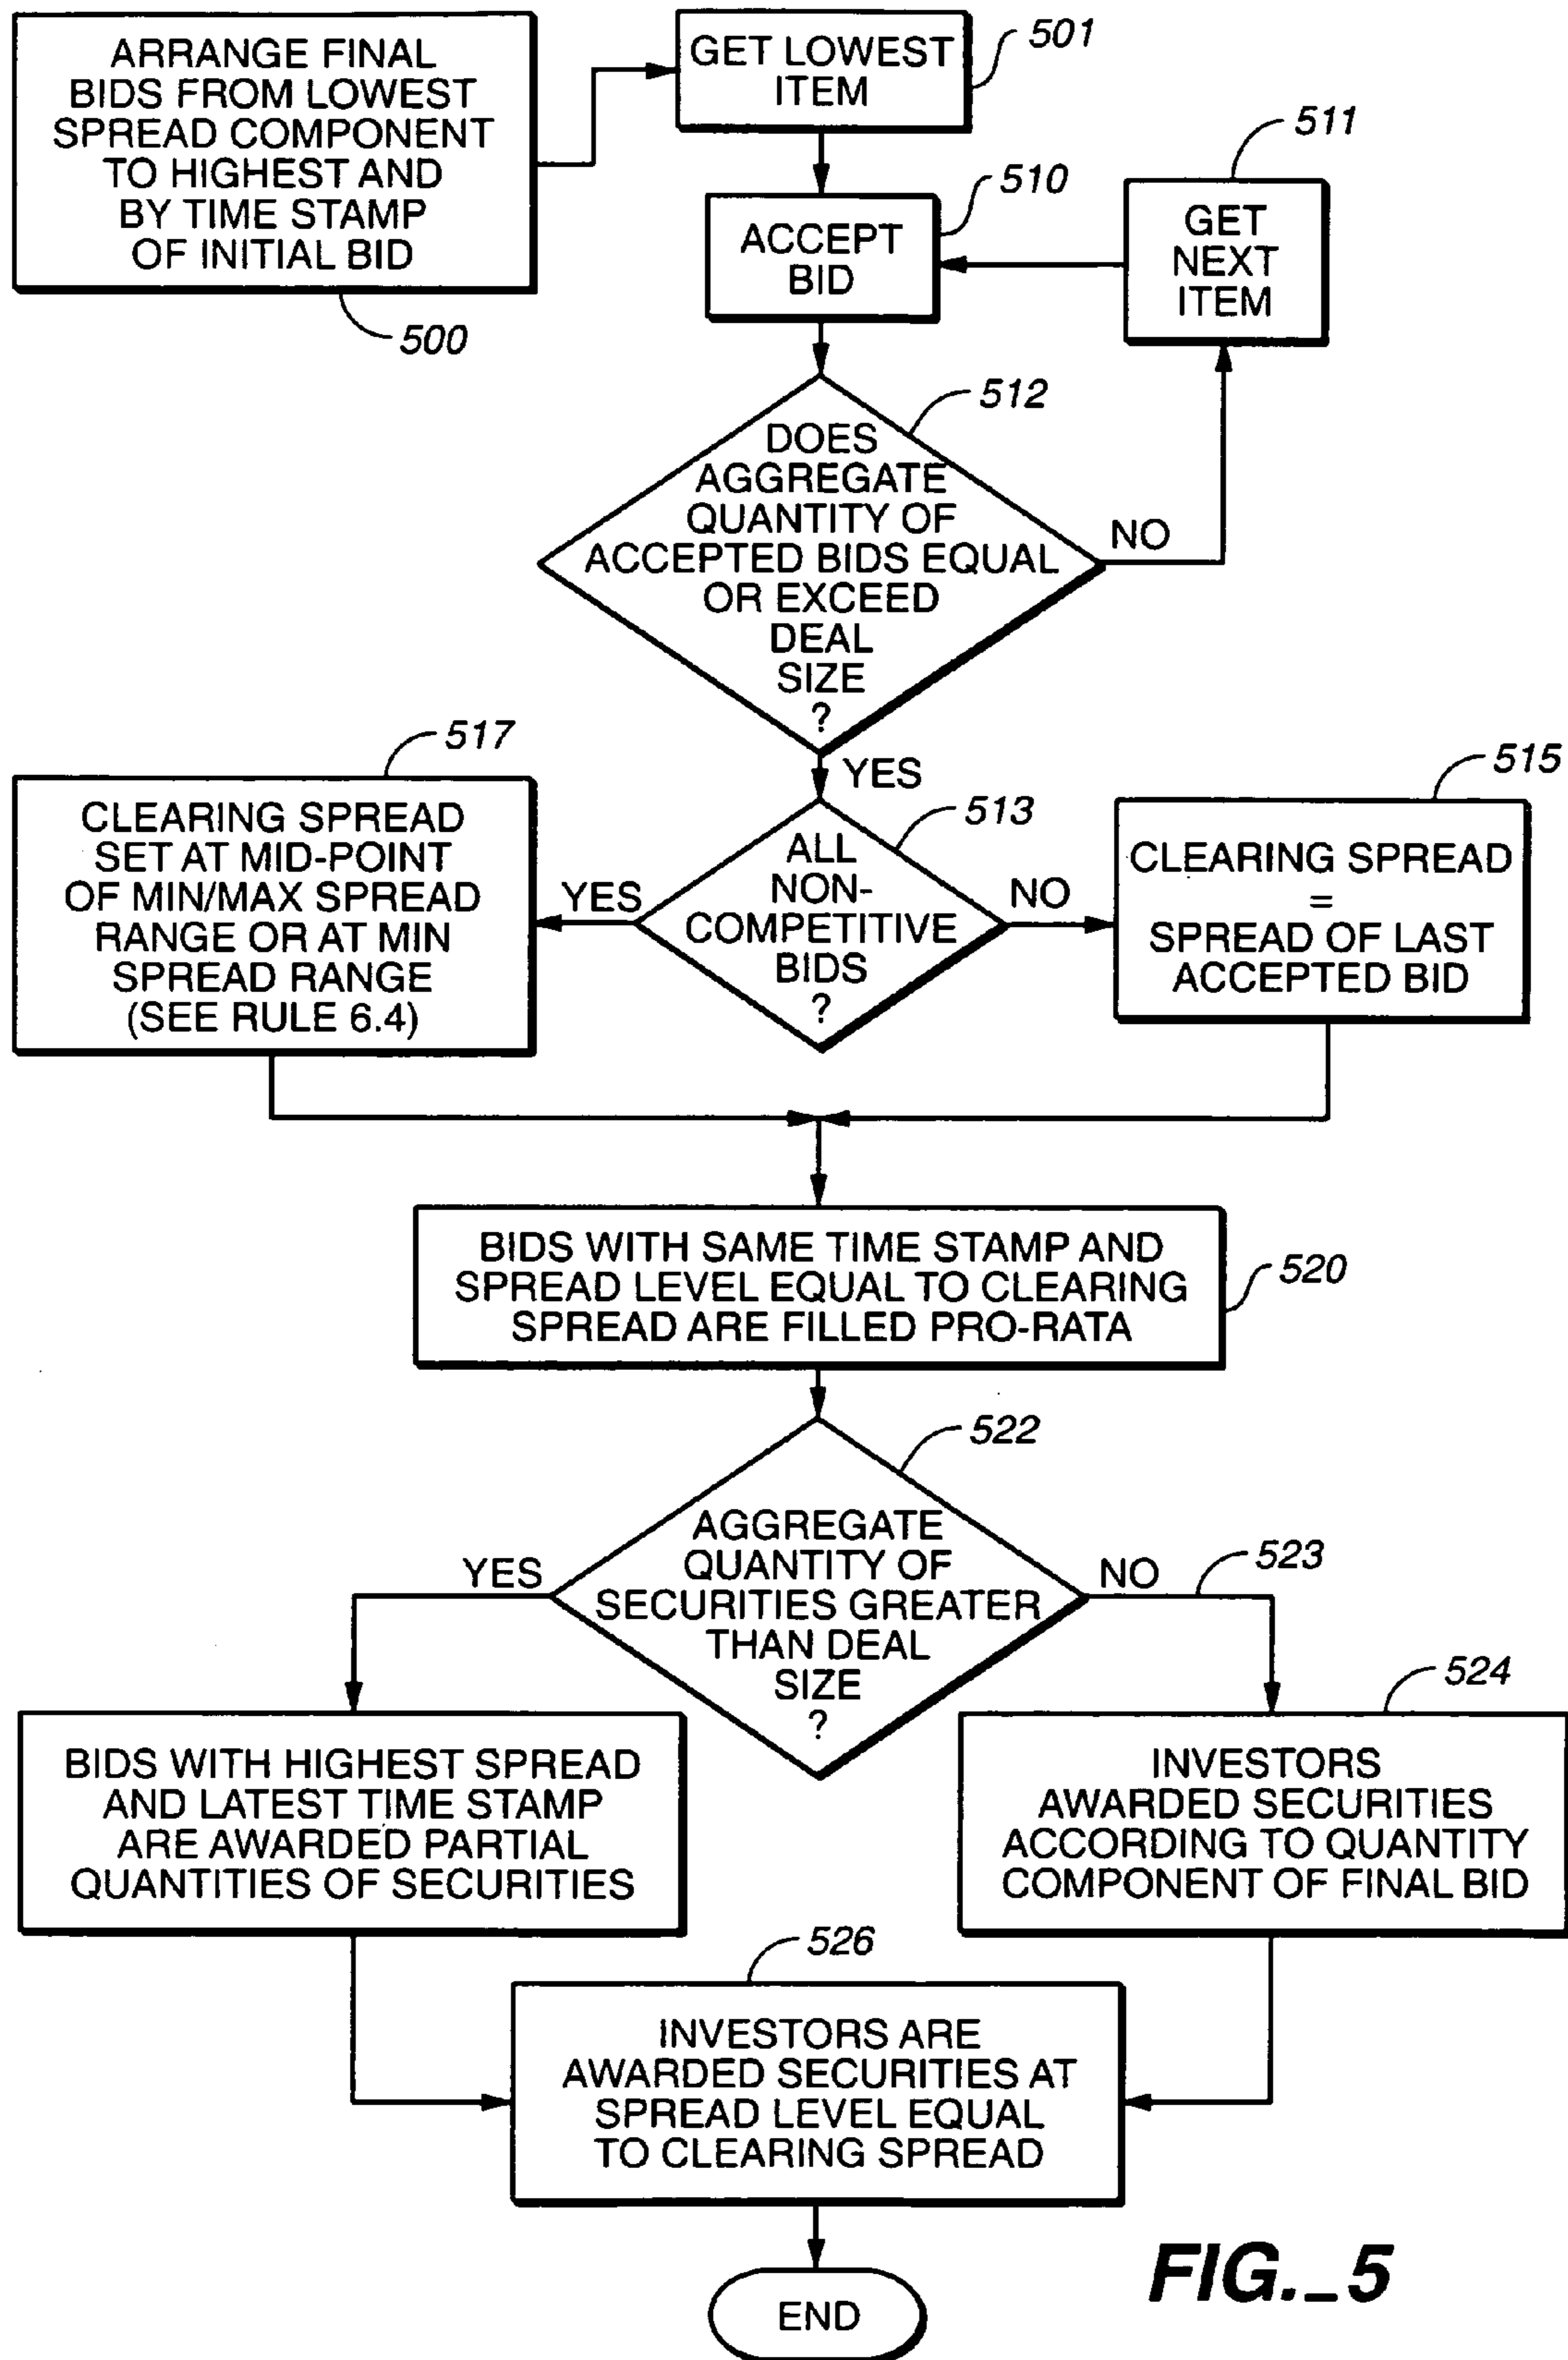 ARRANGE FINAL
BIDS FROM LOWEST
SPREAD COMPONENT
TO HIGHEST AND
BY TIME STAMP
OF INITIAL BID
500
GET LOWEST
ITEM
501
ACCEPT
BID
510
GET
NEXT
ITEM
511
DOES
AGGREGATE
QUANTITY OF
ACCEPTED BIDS EQUAL
OR EXCEED
DEAL
SIZE
?
512
NO
YES
ALL
NON-
COMPETITIVE
BIDS
?
513
YES
NO
CLEARING SPREAD
SET AT MID-POINT
OF MIN/MAX SPREAD
RANGE OR AT MIN
SPREAD RANGE
(SEE RULE 6.4)
517
CLEARING SPREAD
=
SPREAD OF LAST
ACCEPTED BID
515
BIDS WITH SAME TIME STAMP AND
SPREAD LEVEL EQUAL TO CLEARING
SPREAD ARE FILLED PRO-RATA
520
AGGREGATE
QUANTITY OF
SECURITIES GREATER
THAN DEAL
SIZE
?
522
YES
NO
523
BIDS WITH HIGHEST SPREAD
AND LATEST TIME STAMP
ARE AWARDED PARTIAL
QUANTITIES OF SECURITIES
INVESTORS
AWARDED SECURITIES
ACCORDING TO QUANTITY
COMPONENT OF FINAL BID
524
INVESTORS ARE
AWARDED SECURITIES AT
SPREAD LEVEL EQUAL
TO CLEARING SPREAD
526
END
FIG._5